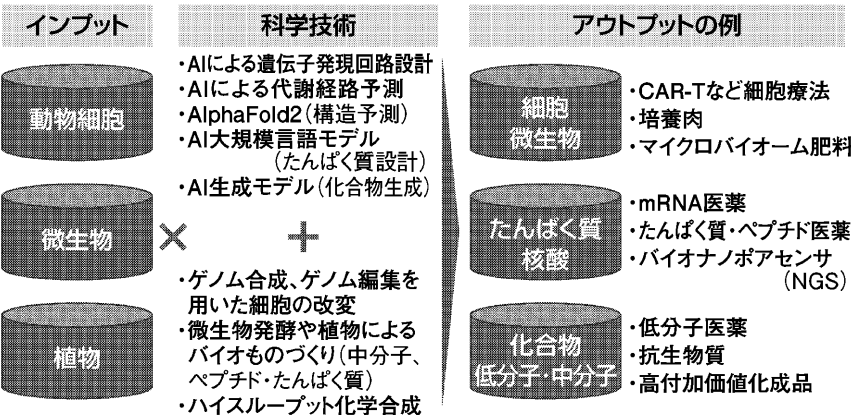 インプット
動物細胞
微生物
植物
×
科学技術
・AIによる遺伝子発現回路設計
・AIによる代謝経路予測
・AlphaFold2（構造予測）
・AI大規模言語モデル
（たんぱく質設計）
・AI生成モデル（化合物生成）
＋
・ゲノム合成、ゲノム編集を
用いた細胞の改変
・微生物発酵や植物による
バイオものづくり（中分子、
ペプチド・たんぱく質）
・ハイスループット化学合成
アウトプットの例
細胞
微生物
・CAR-Tなど細胞療法
・培養肉
・マイクロバイオーム肥料
たんぱく質
核酸
・mRNA医薬
・たんぱく質・ペプチド医薬
・バイオナノポアセンサ
（NGS）
化合物
低分子・中分子
・低分子医薬
・抗生物質
・高付加価値化成品